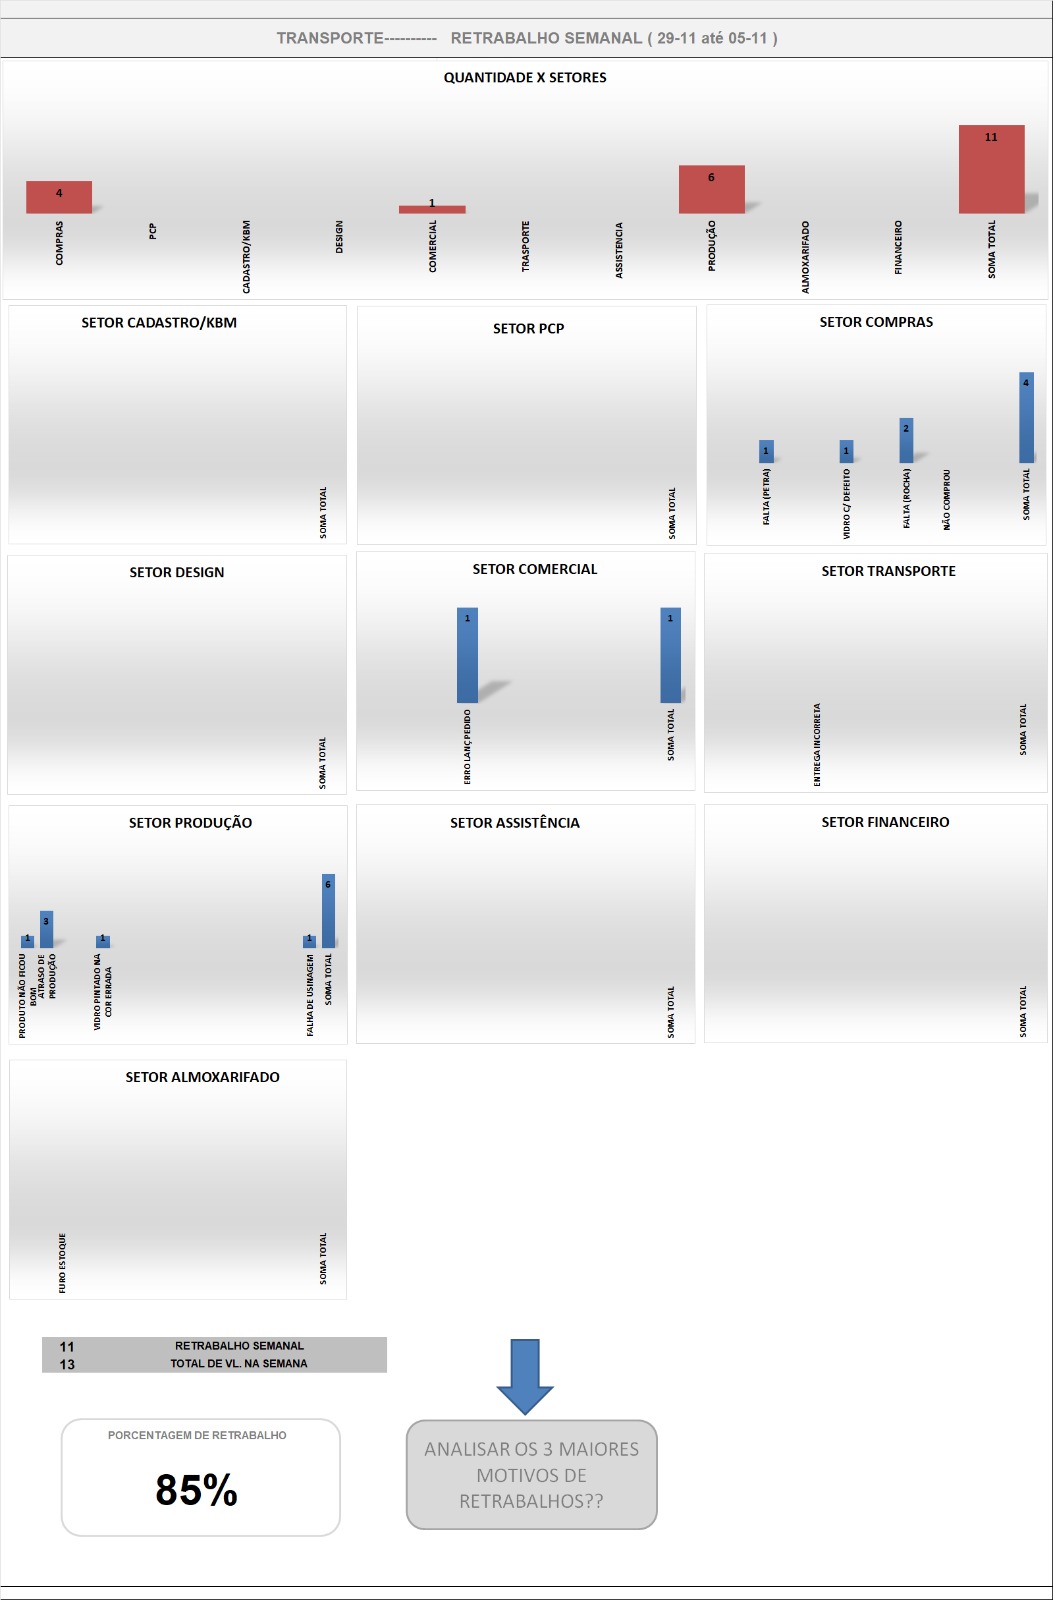 TRANSPORTE---------- RETRABALHO SEMANAL ( 29-11 até 05-11 )
QUANTIDADE X SETORES
4
1
6
11
COMPRAS
PCP
CADASTRO/KBM
DESIGN
COMERCIAL
TRASPORTE
ASSISTENCIA
PRODUÇÃO
ALMOXARIFADO
FINANCEIRO
SOMA TOTAL
SETOR CADASTRO/KBM
SOMA TOTAL
SETOR PCP
SOMA TOTAL
SETOR COMPRAS
1
1
2
4
FALTA (PETRA)
VIDRO C/ DEFEITO
FALTA (ROCHA)
NÃO COMPROU
SOMA TOTAL
SETOR DESIGN
SOMA TOTAL
SETOR COMERCIAL
1
1
ERRO LANÇ PEDIDO
SOMA TOTAL
SETOR TRANSPORTE
ENTREGA INCORRETA
SOMA TOTAL
SETOR PRODUÇÃO
1
3
1
1
6
PRODUTO NÃO FICOU
BOM
ATRASO DE
PRODUÇÃO
VIDRO PINTADO NA
COR ERRADA
FALHA DE USINAGEM
SOMA TOTAL
SETOR ASSISTÊNCIA
SOMA TOTAL
SETOR FINANCEIRO
SOMA TOTAL
SETOR ALMOXARIFADO
FURO ESTOQUE
SOMA TOTAL
11 RETRABALHO SEMANAL
13 TOTAL DE VL. NA SEMANA
PORCENTAGEM DE RETRABALHO
85%
ANALISAR OS 3 MAIORES
MOTIVOS DE
RETRABALHOS??